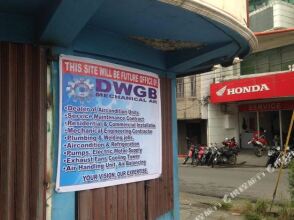 THIS SITE WILL BE FUTURE OFFICE OF
DWGB
MECHANICAL AIR
Dealer of Aircondition Units
Service Maintenance Contract
Residential & Commercial Installation
Mechanical Engineering Contractor
Plumbing & Welding Jobs
Aircondition & Refrigeration
Pumps, Electric Motor Supply
Exhaust Fans Cooling Tower
Air Handling Unit, Air Balancing
YOUR VISION, OUR EXPERTISE
HONDA
SERVICE